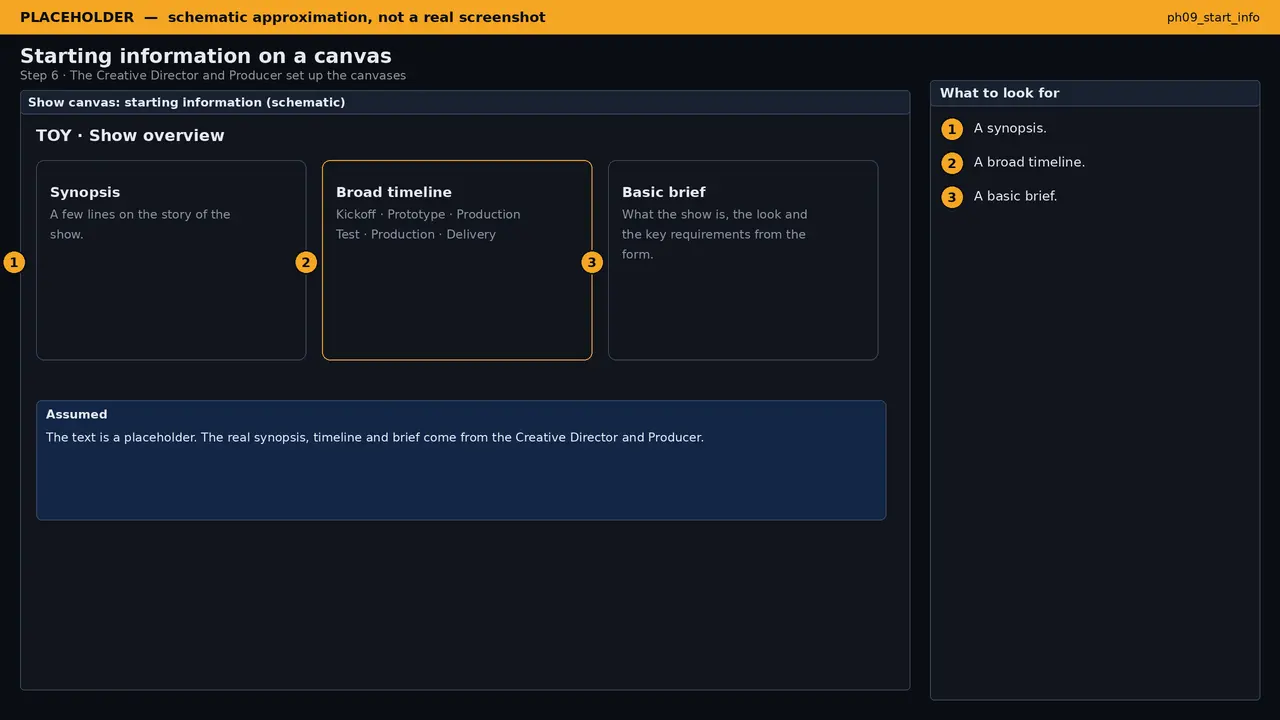 PLACEHOLDER — schematic approximation, not a real screenshot
ph09_start_info
Starting information on a canvas
Step 6 · The Creative Director and Producer set up the canvases
Show canvas: starting information (schematic)
TOY · Show overview
1
Synopsis
A few lines on the story of the
show.
2
Broad timeline
Kickoff · Prototype · Production
Test · Production · Delivery
3
Basic brief
What the show is, the look and
the key requirements from the
form.
Assumed
The text is a placeholder. The real synopsis, timeline and brief come from the Creative Director and Producer.
What to look for
1 A synopsis.
2 A broad timeline.
3 A basic brief.